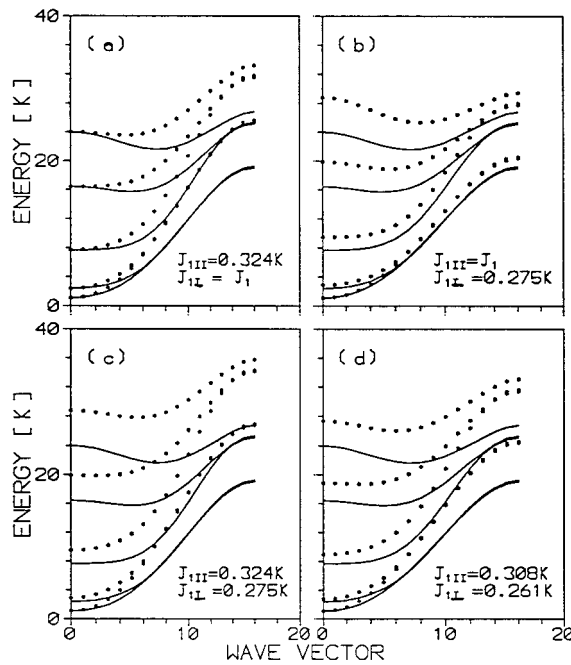 40
(a)
(b)
ENERGY [K]
20
J₁II=0.324K
J₁⊥ = J₁
J₁II=J₁
J₁⊥=0.275K
0
40
(c)
(d)
ENERGY [K]
20
J₁II=0.324K
J₁⊥=0.275K
J₁II=0.308K
J₁⊥=0.261K
0
0 10 20 0 10 20
WAVE VECTOR